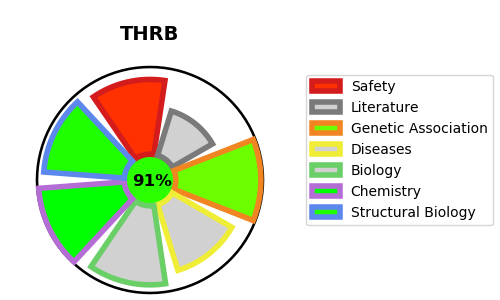 THRB
91%
Safety
Literature
Genetic Association
Diseases
Biology
Chemistry
Structural Biology